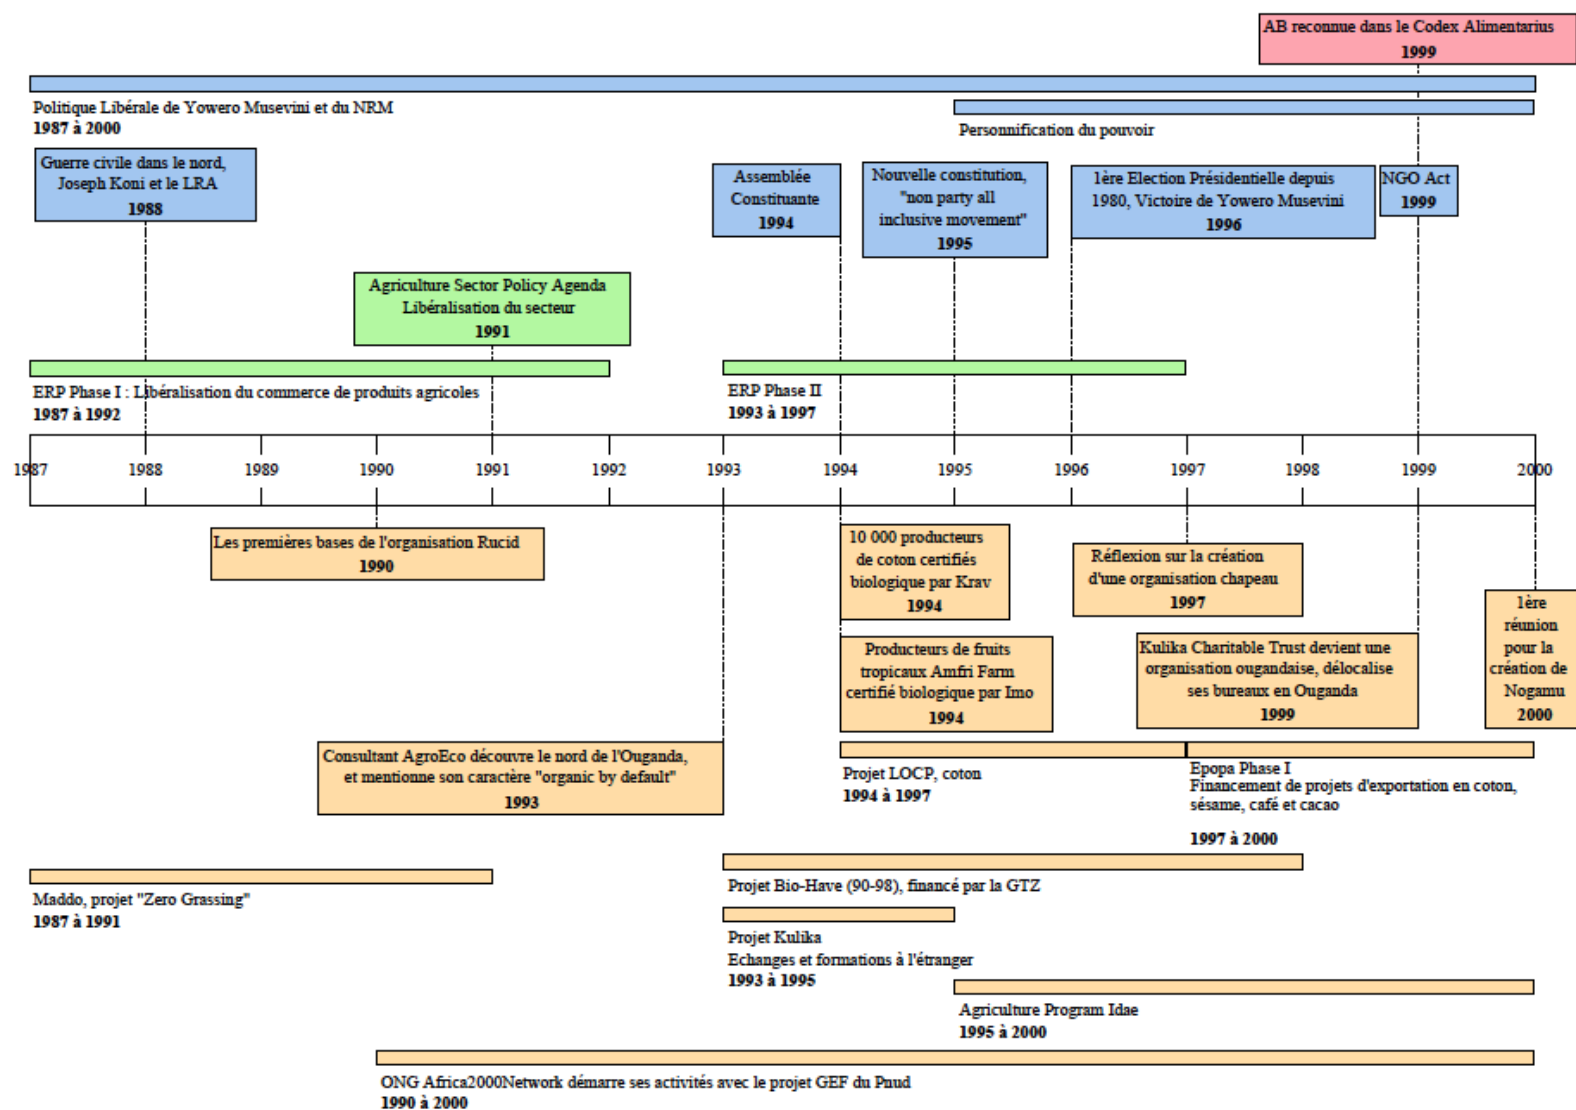 AB reconnue dans le Codex Alimentarius
1999
Politique Libérale de Yowero Musevini et du NRM
1987 à 2000
Personnification du pouvoir
Guerre civile dans le nord,
Joseph Koni et le LRA
1988
Assemblée
Constituante
1994
Nouvelle constitution,
"non party all
inclusive movement"
1995
1ère Election Présidentielle depuis
1980, Victoire de Yowero Musevini
1996
NGO Act
1999
Agriculture Sector Policy Agenda
Libéralisation du secteur
1991
ERP Phase I : Libéralisation du commerce de produits agricoles
1987 à 1992
ERP Phase II
1993 à 1997
1987 1988 1989 1990 1991 1992 1993 1994 1995 1996 1997 1998 1999 2000
Les premières bases de l'organisation Rucid
1990
10 000 producteurs
de coton certifiés
biologique par Krav
1994
Réflexion sur la création
d'une organisation chapeau
1997
1ère
réunion
pour la
création de
Nogamu
2000
Producteurs de fruits
tropicaux Amfri Farm
certifié biologique par Imo
1994
Kulika Charitable Trust devient une
organisation ougandaise, délocalise
ses bureaux en Ouganda
1999
Consultant AgroEco découvre le nord de l'Ouganda,
et mentionne son caractère "organic by default"
1993
Projet LOCP, coton
1994 à 1997
Epopa Phase I
Financement de projets d'exportation en coton,
sésame, café et cacao
1997 à 2000
Maddo, projet "Zero Grassing"
1987 à 1991
Projet Bio-Have (90-98), financé par la GTZ
Projet Kulika
Echanges et formations à l'étranger
1993 à 1995
Agriculture Program Idae
1995 à 2000
ONG Africa2000Network démarre ses activités avec le projet GEF du Pnud
1990 à 2000